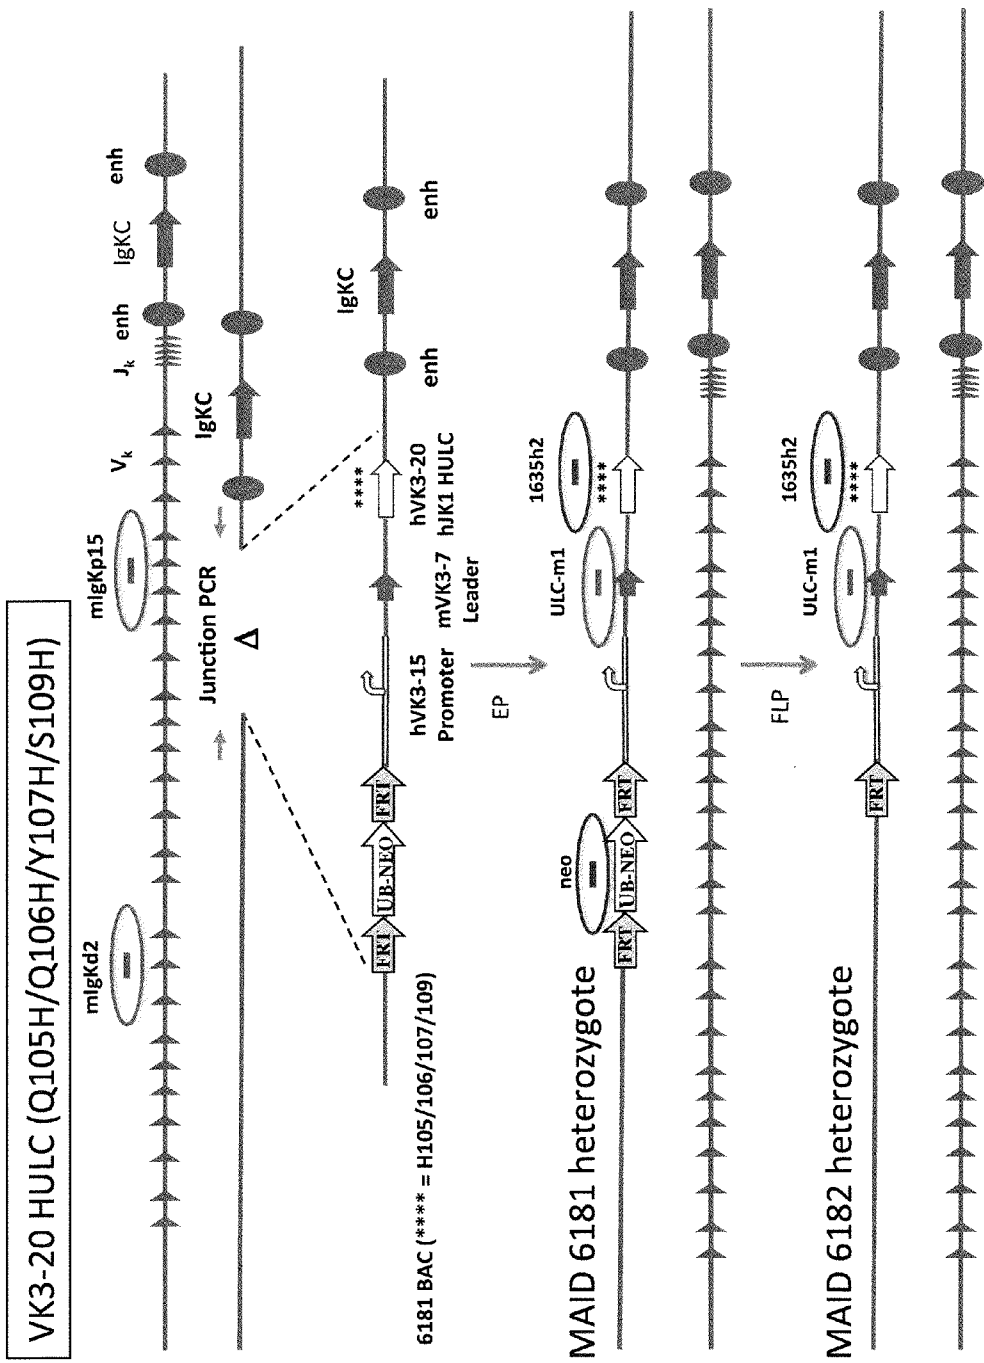 VK3-20 HULC (Q105H/Q106H/Y107H/S109H)
mIgKd2
mIgKp15
Vk
Jk
enh
IgKC
enh
Junction PCR
Δ
IgKC
FRT
UB-NEO
FRT
****
IgKC
6181 BAC (**** = H105/106/107/109)
hVK3-15
Promoter
mVK3-7
Leader
hVK3-20
hJK1 HULC
enh
enh
EP
MAID 6181 heterozygote
neo
ULC-m1
1635h2
FRT
UB-NEO
FRT
****
FLP
MAID 6182 heterozygote
ULC-m1
1635h2
FRT
****